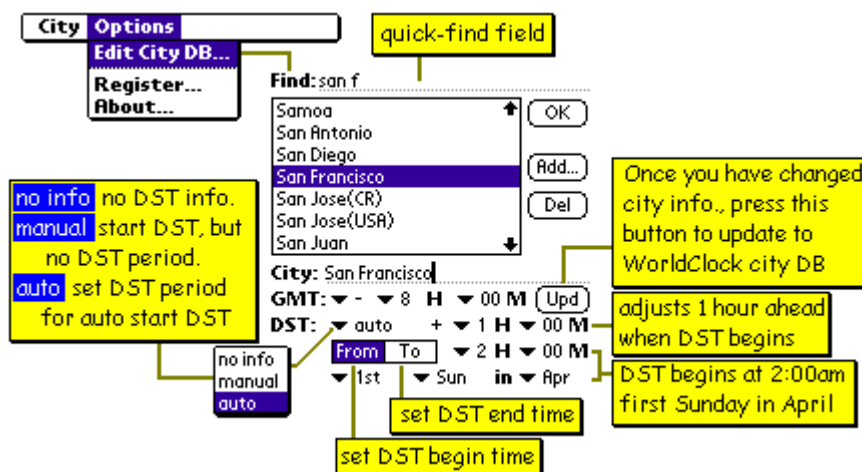 City Options
Edit City DB...
Register...
About...
quick-find field
Find: san f
Samoa
San Antonio
San Diego
San Francisco
San Jose(CR)
San Jose(USA)
San Juan
OK
Add...
Del
City: San Francisco
GMT: - 8 H 00 M Upd
DST: auto + 1 H 00 M
From To 2 H 00 M
1st Sun in Apr
no info no DST info.
manual start DST, but
no DST period.
auto set DST period
for auto start DST
no info
manual
auto
Once you have changed
city info., press this
button to update to
WorldClock city DB
adjusts 1 hour ahead
when DST begins
DST begins at 2:00am
first Sunday in April
set DST end time
set DST begin time